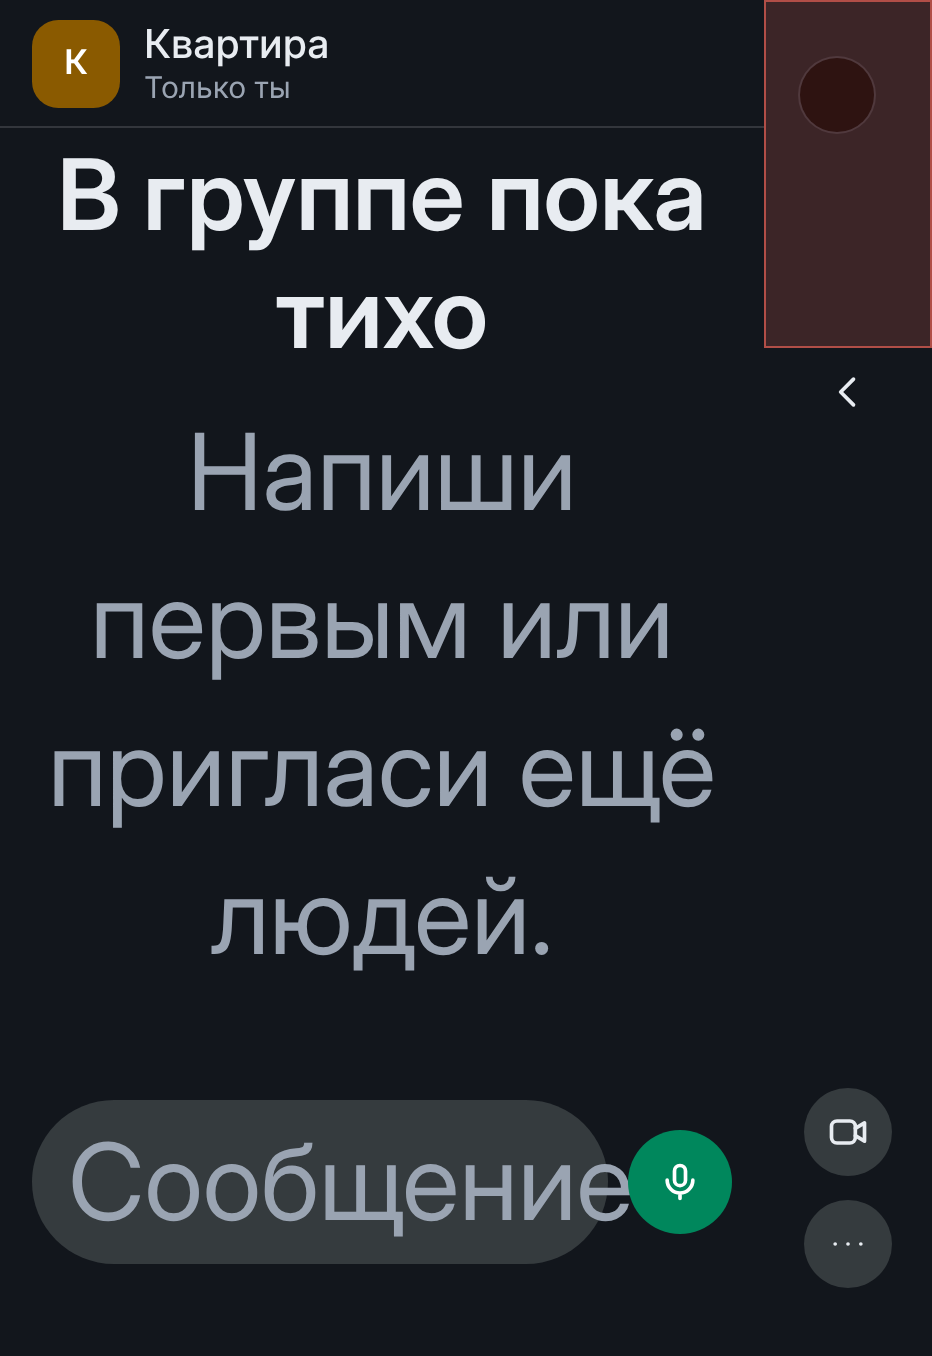 К
Квартира
Только ты
В группе пока
тихо
Напиши
первым или
пригласи ещё
людей.
Сообщение